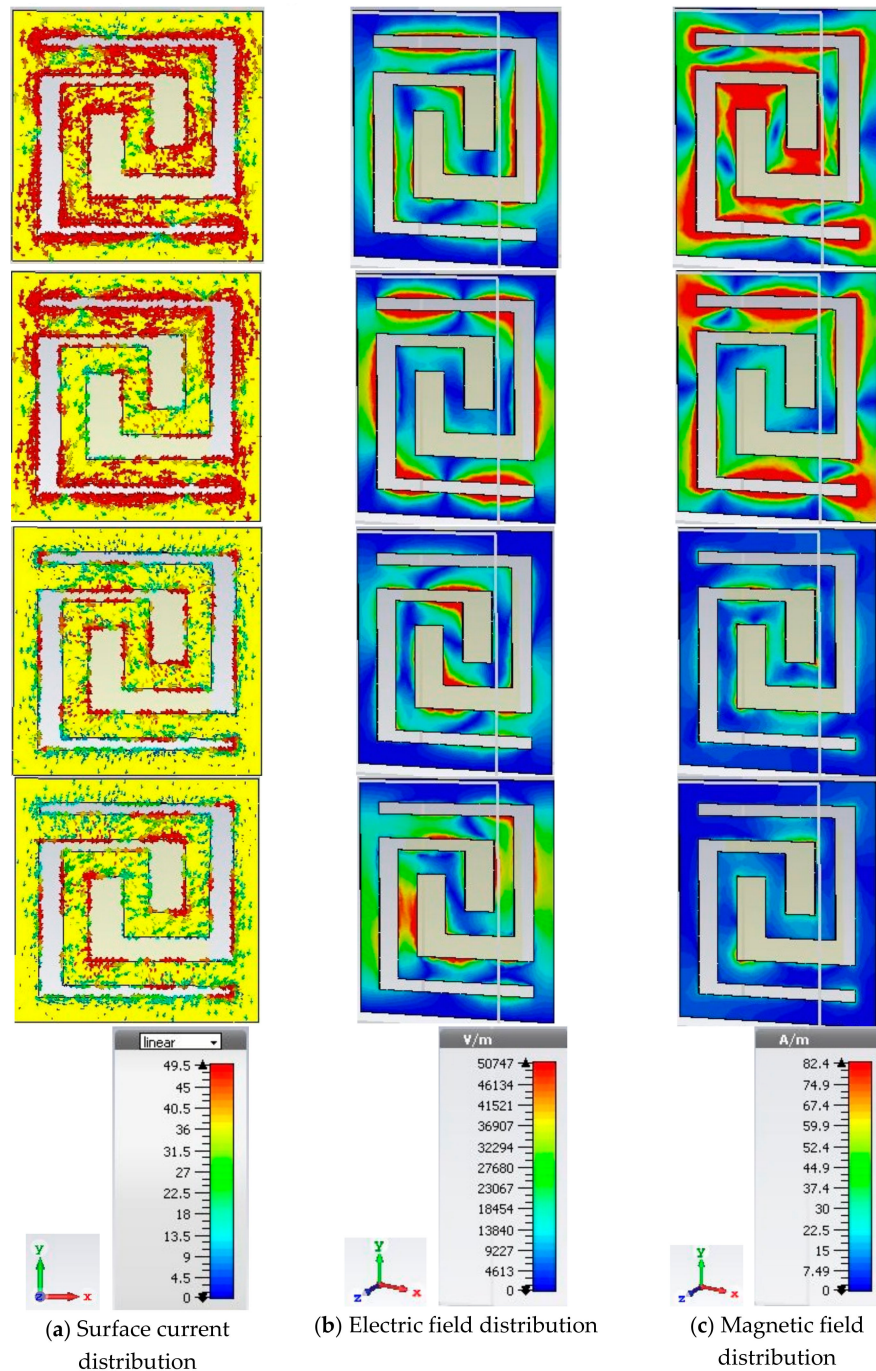 linear
49.5
45
40.5
36
31.5
27
22.5
18
13.5
9
4.5
0
y
z
x
(a) Surface current
distribution
V/m
50747
46134
41521
36907
32294
27680
23067
18454
13840
9227
4613
0
y
z
x
(b) Electric field distribution
A/m
82.4
74.9
67.4
59.9
52.4
44.9
37.4
30
22.5
15
7.49
0
y
z
x
(c) Magnetic field
distribution